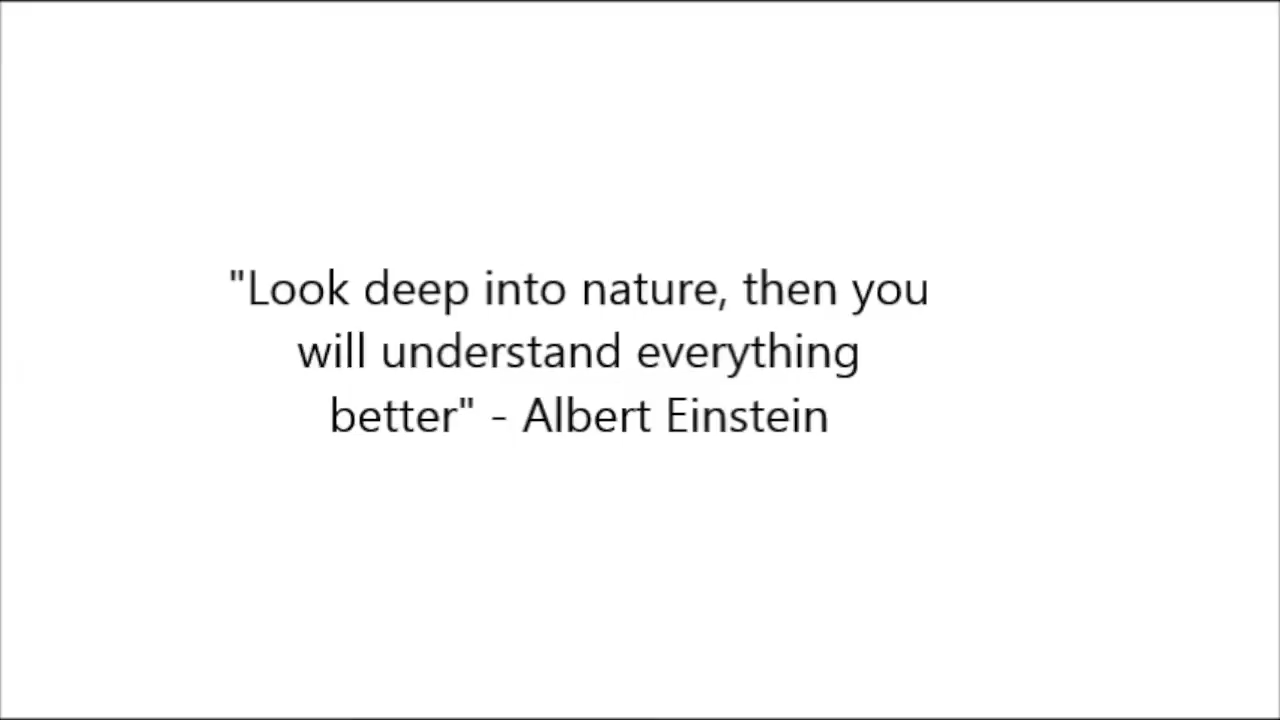 "Look deep into nature, then you
will understand everything
better" - Albert Einstein